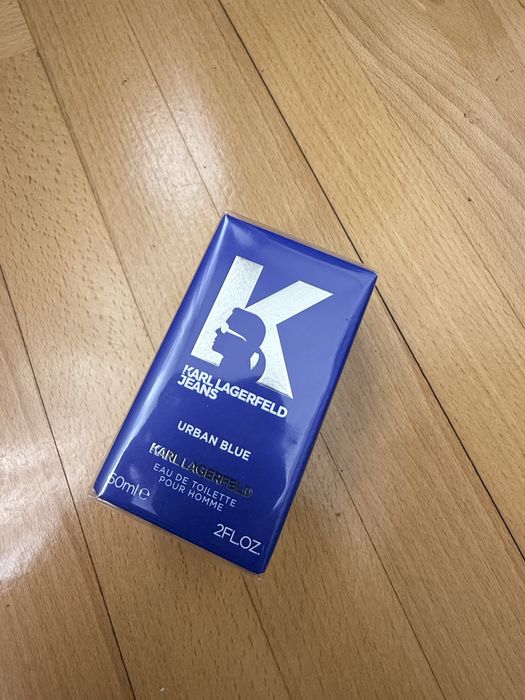 K
KARL LAGERFELD
JEANS
URBAN BLUE
KARL LAGERFELD
EAU DE TOILETTE
POUR HOMME
60ml e
2FL.OZ.